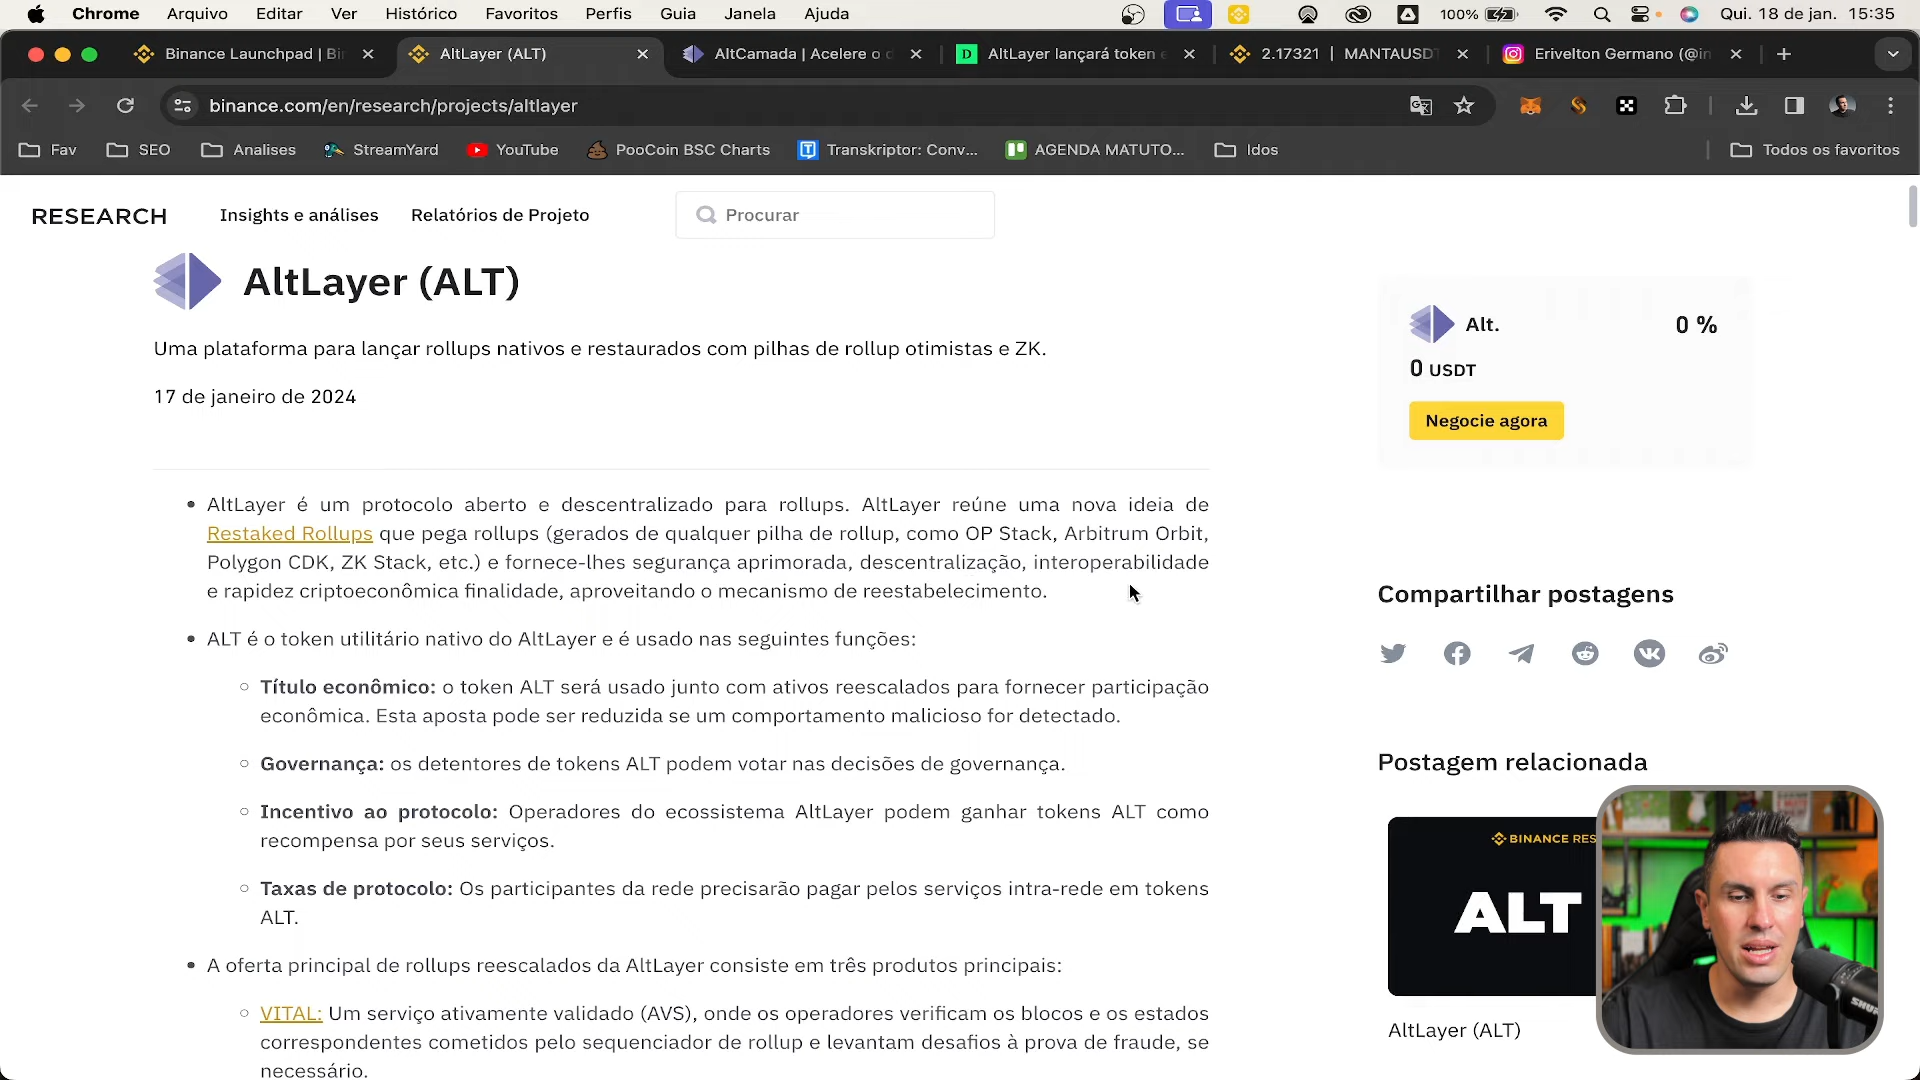 Chrome Arquivo Editar Ver Histórico Favoritos Perfis Guia Janela Ajuda 100% Qui. 18 de jan. 15:35
Binance Launchpad | Bi AltLayer (ALT) AltCamada | Acelere o d AltLayer lançará token e 2.17321 | MANTAUSDT Erivelton Germano (@in
binance.com/en/research/projects/altlayer
Fav SEO Analises StreamYard YouTube PooCoin BSC Charts Transkriptor: Conv... AGENDA MATUTO... Idos Todos os favoritos
RESEARCH Insights e análises Relatórios de Projeto Procurar
AltLayer (ALT)
Uma plataforma para lançar rollups nativos e restaurados com pilhas de rollup otimistas e ZK.
17 de janeiro de 2024
• AltLayer é um protocolo aberto e descentralizado para rollups. AltLayer reúne uma nova ideia de
Restaked Rollups que pega rollups (gerados de qualquer pilha de rollup, como OP Stack, Arbitrum Orbit,
Polygon CDK, ZK Stack, etc.) e fornece-lhes segurança aprimorada, descentralização, interoperabilidade
e rapidez criptoeconômica finalidade, aproveitando o mecanismo de reestabelecimento.
• ALT é o token utilitário nativo do AltLayer e é usado nas seguintes funções:
○ Título econômico: o token ALT será usado junto com ativos reescalados para fornecer participação
econômica. Esta aposta pode ser reduzida se um comportamento malicioso for detectado.
○ Governança: os detentores de tokens ALT podem votar nas decisões de governança.
○ Incentivo ao protocolo: Operadores do ecossistema AltLayer podem ganhar tokens ALT como
recompensa por seus serviços.
○ Taxas de protocolo: Os participantes da rede precisarão pagar pelos serviços intra-rede em tokens
ALT.
• A oferta principal de rollups reescalados da AltLayer consiste em três produtos principais:
○ VITAL: Um serviço ativamente validado (AVS), onde os operadores verificam os blocos e os estados
correspondentes cometidos pelo sequenciador de rollup e levantam desafios à prova de fraude, se
necessário.
Alt. 0 %
0 USDT
Negocie agora
Compartilhar postagens
Postagem relacionada
BINANCE RES
ALT
AltLayer (ALT)
SHU